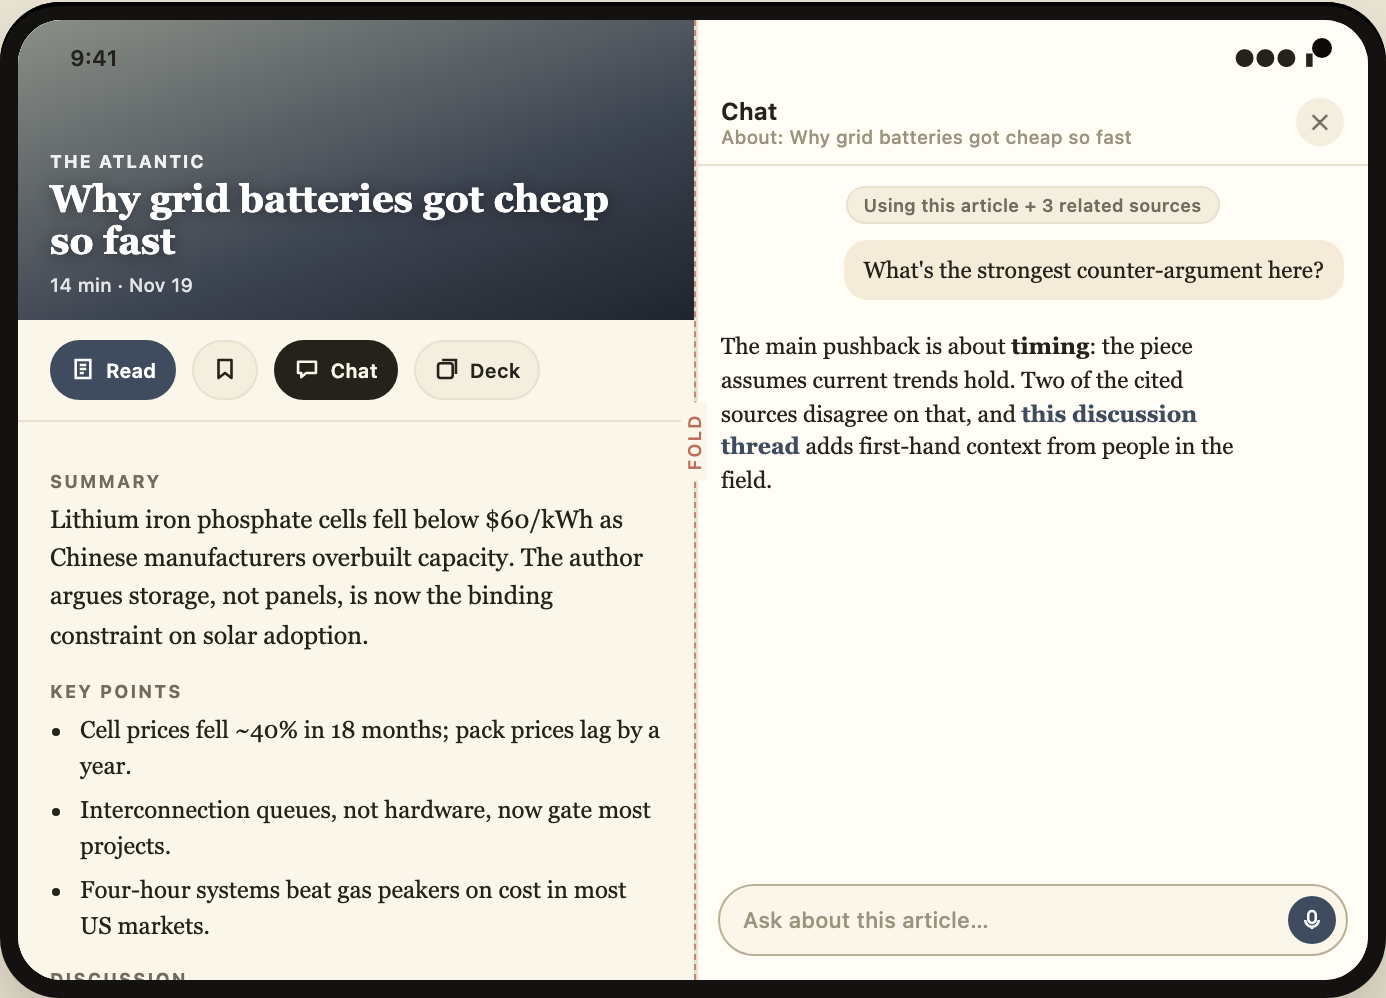 9:41
THE ATLANTIC
Why grid batteries got cheap
so fast
14 min · Nov 19
Read
Chat
Deck
SUMMARY
Lithium iron phosphate cells fell below $60/kWh as
Chinese manufacturers overbuilt capacity. The author
argues storage, not panels, is now the binding
constraint on solar adoption.
KEY POINTS
• Cell prices fell ~40% in 18 months; pack prices lag by a
year.
• Interconnection queues, not hardware, now gate most
projects.
• Four-hour systems beat gas peakers on cost in most
US markets.
DISCUSSION
FOLD
Chat
About: Why grid batteries got cheap so fast
Using this article + 3 related sources
What's the strongest counter-argument here?
The main pushback is about timing: the piece
assumes current trends hold. Two of the cited
sources disagree on that, and this discussion
thread adds first-hand context from people in the
field.
Ask about this article...